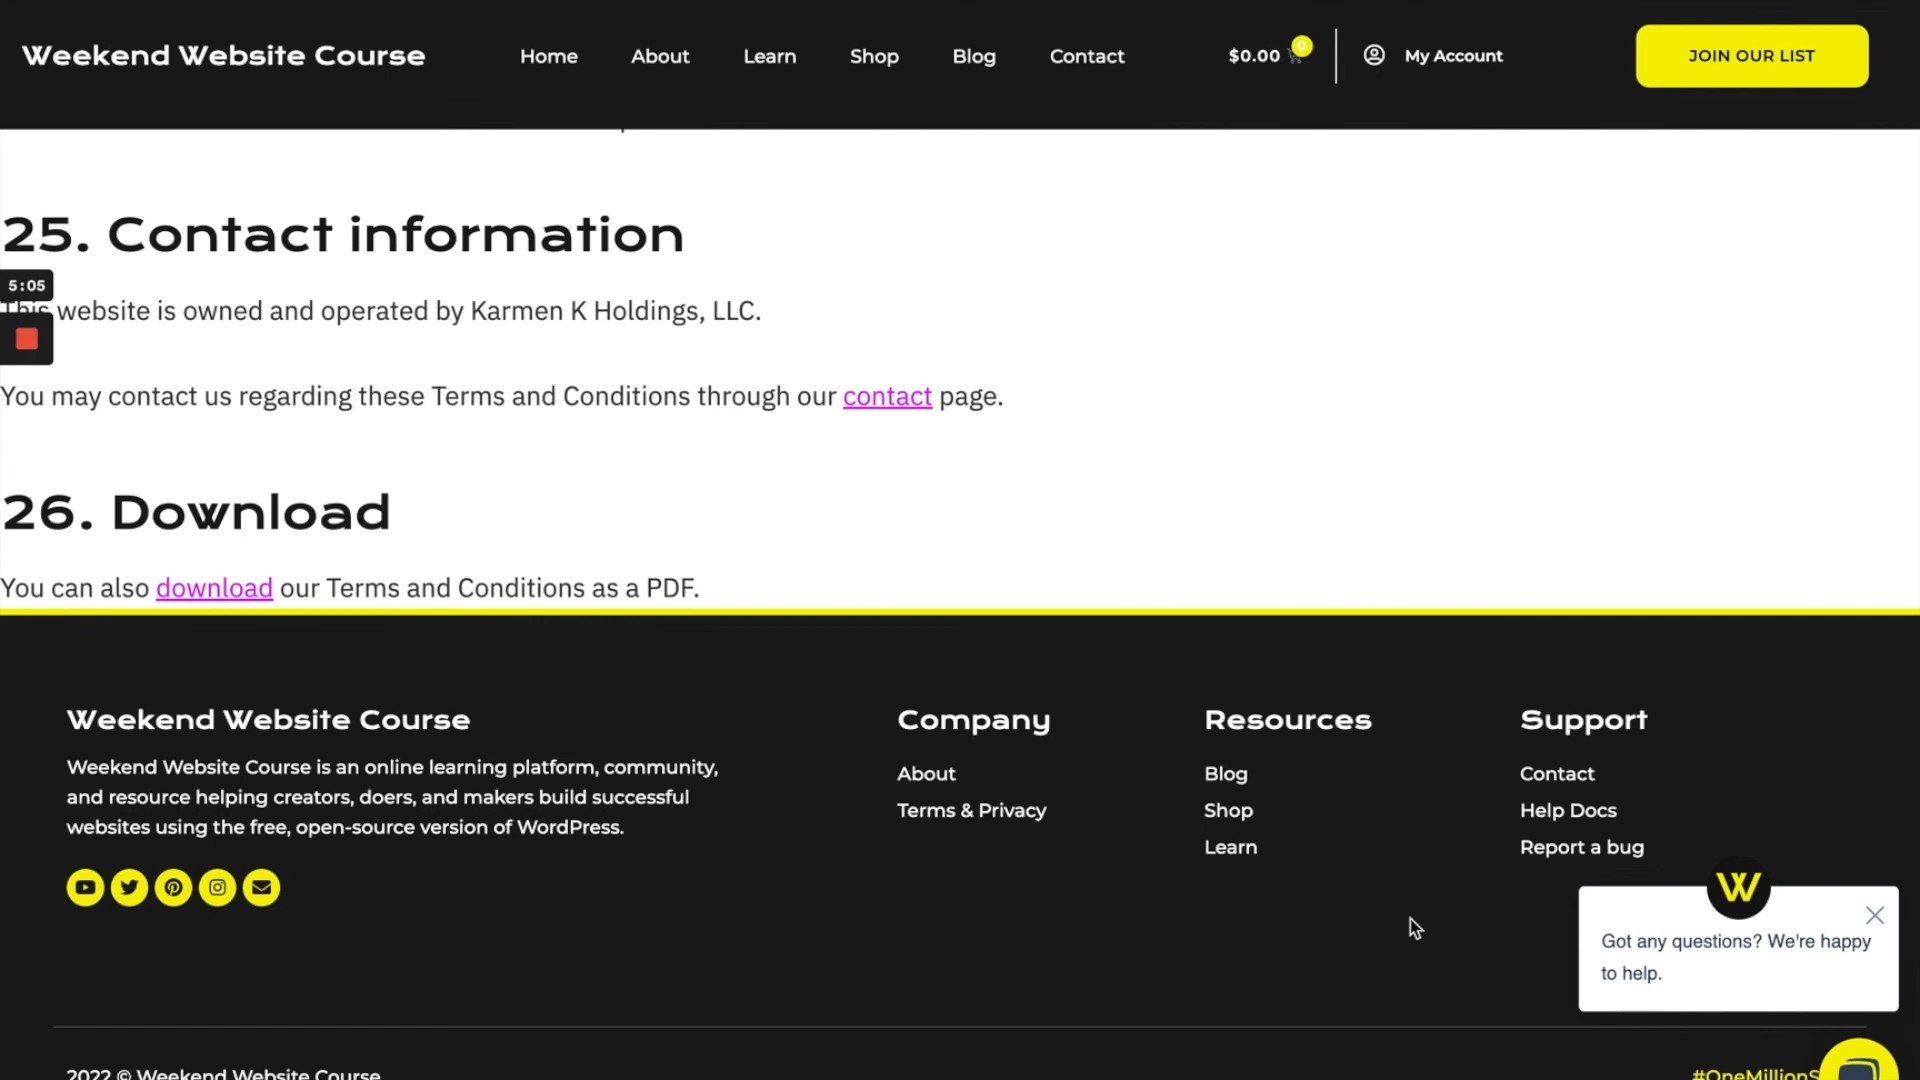 Weekend Website Course
Home
About
Learn
Shop
Blog
Contact
$0.00
0
My Account
JOIN OUR LIST
25. Contact information
5:05
This website is owned and operated by Karmen K Holdings, LLC.
You may contact us regarding these Terms and Conditions through our contact page.
26. Download
You can also download our Terms and Conditions as a PDF.
Weekend Website Course
Weekend Website Course is an online learning platform, community,
and resource helping creators, doers, and makers build successful
websites using the free, open-source version of WordPress.
Company
About
Terms & Privacy
Resources
Blog
Shop
Learn
Support
Contact
Help Docs
Report a bug
W
Got any questions? We're happy
to help.
2022 © Weekend Website Course